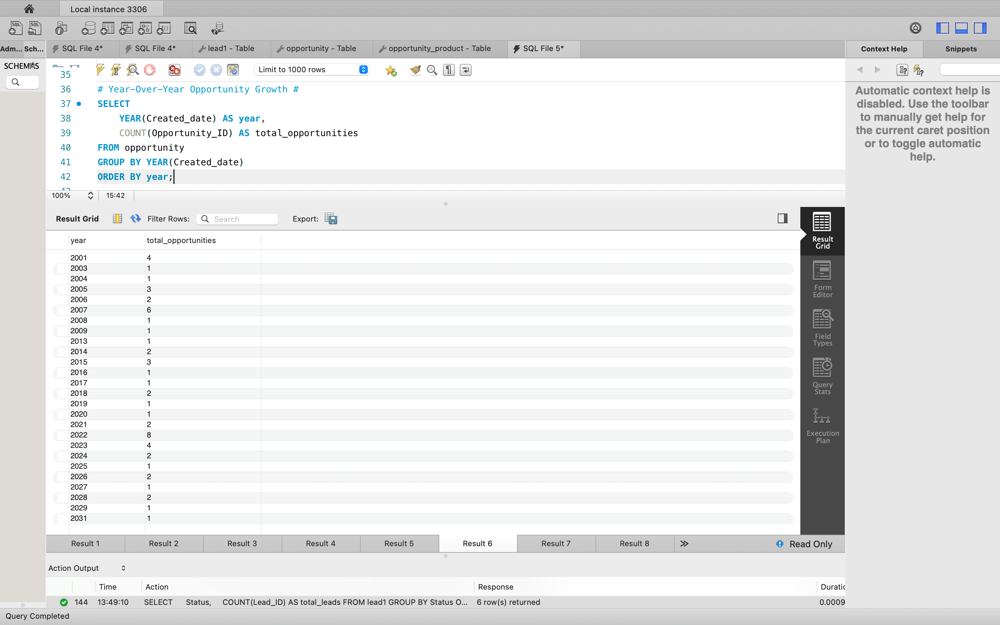 Local instance 3306
SQL SQL
Adm... Sch... SQL File 4* SQL File 4* lead1 - Table opportunity - Table opportunity_product - Table SQL File 5* Context Help Snippets
SCHEMAS
Limit to 1000 rows
35
36 # Year-Over-Year Opportunity Growth #
37 SELECT
38 YEAR(Created_date) AS year,
39 COUNT(Opportunity_ID) AS total_opportunities
40 FROM opportunity
41 GROUP BY YEAR(Created_date)
42 ORDER BY year;
Automatic context help is
disabled. Use the toolbar
to manually get help for
the current caret position
or to toggle automatic
help.
100% 15:42
Result Grid Filter Rows: Search Export:
year total_opportunities
2001 4
2003 1
2004 1
2005 3
2006 2
2007 6
2008 1
2009 1
2013 1
2014 2
2015 3
2016 1
2017 1
2018 2
2019 1
2020 1
2021 2
2022 8
2023 4
2024 2
2025 1
2026 2
2027 1
2028 2
2029 1
2031 1
Result
Grid
Form
Editor
Field
Types
Query
Stats
Execution
Plan
Result 1 Result 2 Result 3 Result 4 Result 5 Result 6 Result 7 Result 8 Read Only
Action Output
Time Action Response Duratio
144 13:49:10 SELECT Status, COUNT(Lead_ID) AS total_leads FROM lead1 GROUP BY Status O... 6 row(s) returned 0.0009
Query Completed